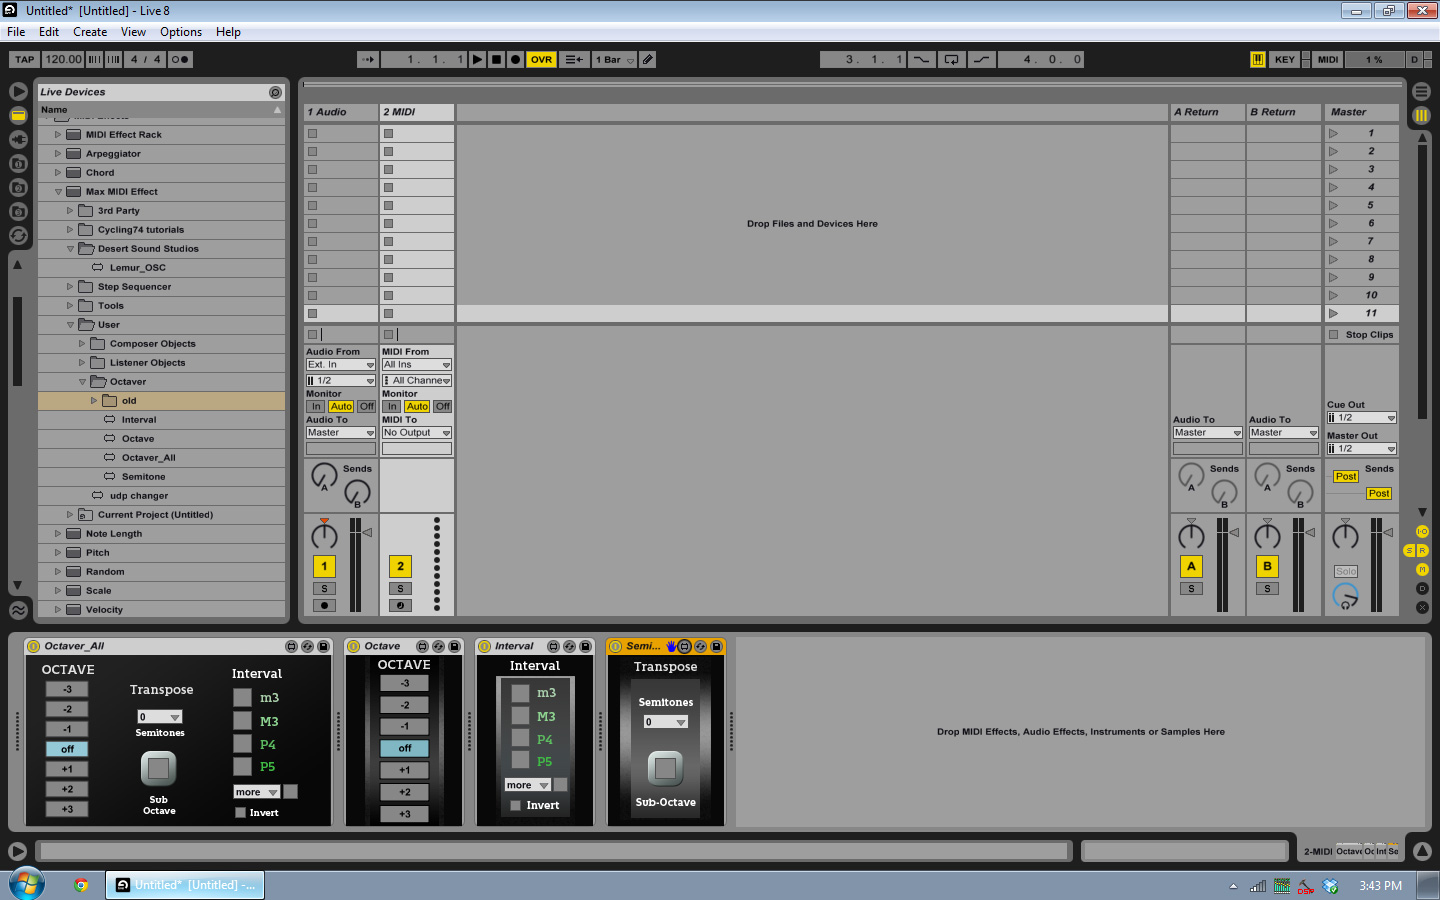 Untitled*  [Untitled] - Live 8
File Edit Create View Options Help
TAP 120.00 4 / 4 1. 1. 1 OVR 1 Bar 3. 1. 1 4. 0. 0 KEY MIDI 1 % D
Live Devices
Name
MIDI Effect Rack
Arpeggiator
Chord
Max MIDI Effect
3rd Party
Cycling74 tutorials
Desert Sound Studios
Lemur_OSC
Step Sequencer
Tools
User
Composer Objects
Listener Objects
Octaver
old
Interval
Octave
Octaver_All
Semitone
udp changer
Current Project (Untitled)
Note Length
Pitch
Random
Scale
Velocity
1 Audio 2 MIDI A Return B Return Master
1
2
3
4
5
6
7
8
9
10
11
Drop Files and Devices Here
Stop Clips
Audio From MIDI From
Ext. In All Ins
1/2 All Channe
Monitor Monitor
In Auto Off In Auto Off
Audio To MIDI To Audio To Audio To
Master No Output Master Master
Cue Out
1/2
Master Out
1/2
Sends Sends Sends Sends
A B A B A B Post Post
1 2 A B Solo
S S S S
I·O
S R
M
D
X
Octaver_All
OCTAVE
-3
-2
-1
off
+1
+2
+3
Transpose
0
Semitones
Sub
Octave
Interval
m3
M3
P4
P5
more
Invert
Octave
OCTAVE
-3
-2
-1
off
+1
+2
+3
Interval
Interval
m3
M3
P4
P5
more
Invert
Semi...
Transpose
Semitones
0
Sub-Octave
Drop MIDI Effects, Audio Effects, Instruments or Samples Here
2-MIDI Octave Oc Int Se
Untitled*  [Untitled] -...
3:43 PM